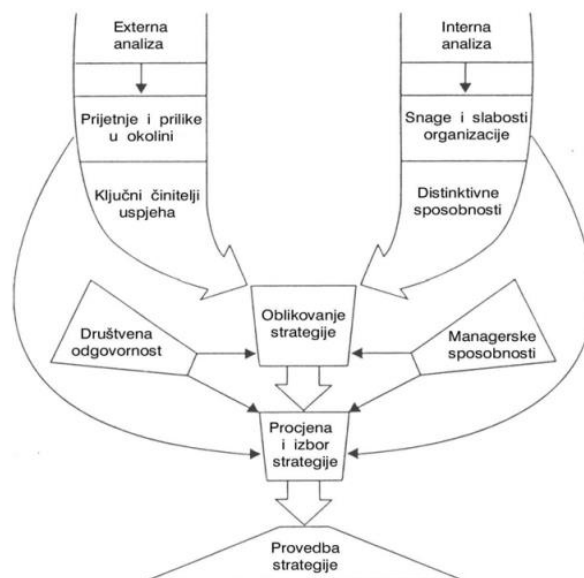 Externa
analiza
Interna
analiza
Prijetnje i prilike
u okolini
Snage i slabosti
organizacije
Ključni činitelji
uspjeha
Distinktivne
sposobnosti
Oblikovanje
strategije
Društvena
odgovornost
Managerske
sposobnosti
Procjena
i izbor
strategije
Provedba
strategije